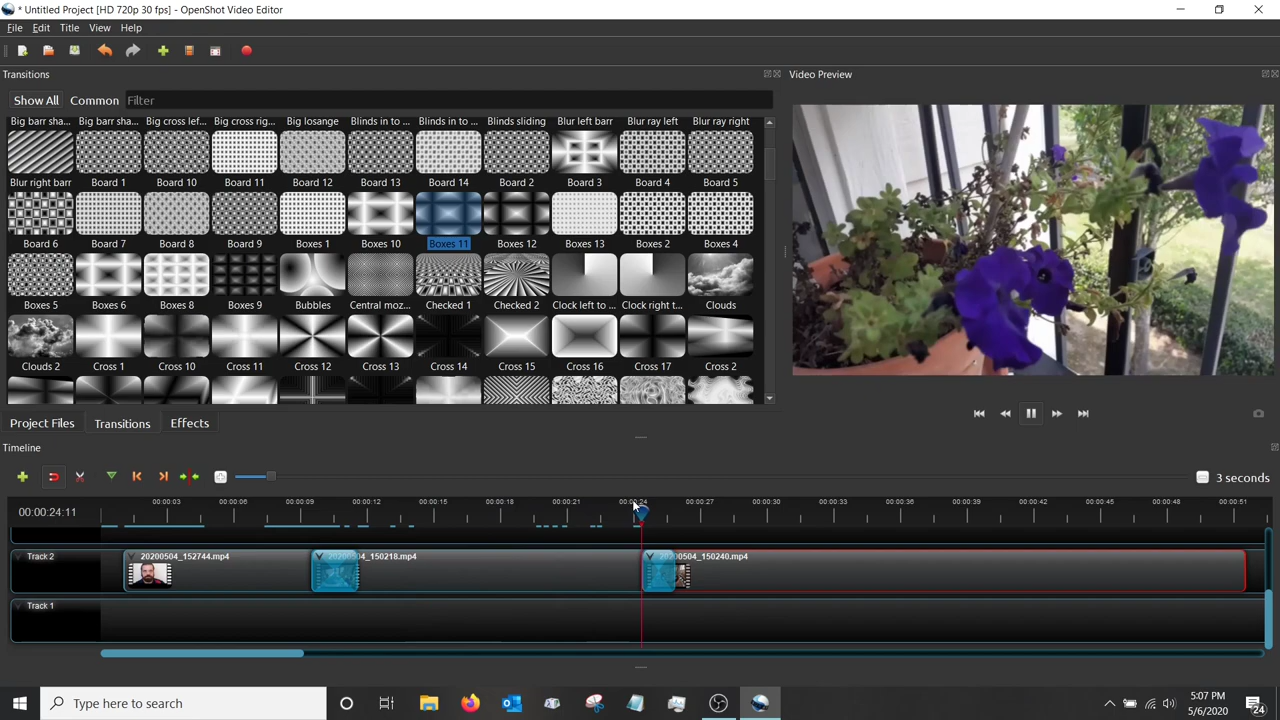 * Untitled Project [HD 720p 30 fps] - OpenShot Video Editor
File Edit Title View Help
Transitions
Video Preview
Show All Common Filter
Big barr sha... Big barr sha... Big cross lef... Big cross rig... Big losange Blinds in to ... Blinds in to ... Blinds sliding Blur left barr Blur ray left Blur ray right
Blur right barr Board 1 Board 10 Board 11 Board 12 Board 13 Board 14 Board 2 Board 3 Board 4 Board 5
Board 6 Board 7 Board 8 Board 9 Boxes 1 Boxes 10 Boxes 11 Boxes 12 Boxes 13 Boxes 2 Boxes 4
Boxes 5 Boxes 6 Boxes 8 Boxes 9 Bubbles Central moz... Checked 1 Checked 2 Clock left to ... Clock right t... Clouds
Clouds 2 Cross 1 Cross 10 Cross 11 Cross 12 Cross 13 Cross 14 Cross 15 Cross 16 Cross 17 Cross 2
Project Files Transitions Effects
Timeline
3 seconds
00:00:24:11
00:00:03 00:00:06 00:00:09 00:00:12 00:00:15 00:00:18 00:00:21 00:00:24 00:00:27 00:00:30 00:00:33 00:00:36 00:00:39 00:00:42 00:00:45 00:00:48 00:00:51
Track 2 20200504_152744.mp4 20200504_150218.mp4 20200504_150240.mp4
Track 1
Type here to search
5:07 PM
5/6/2020
24